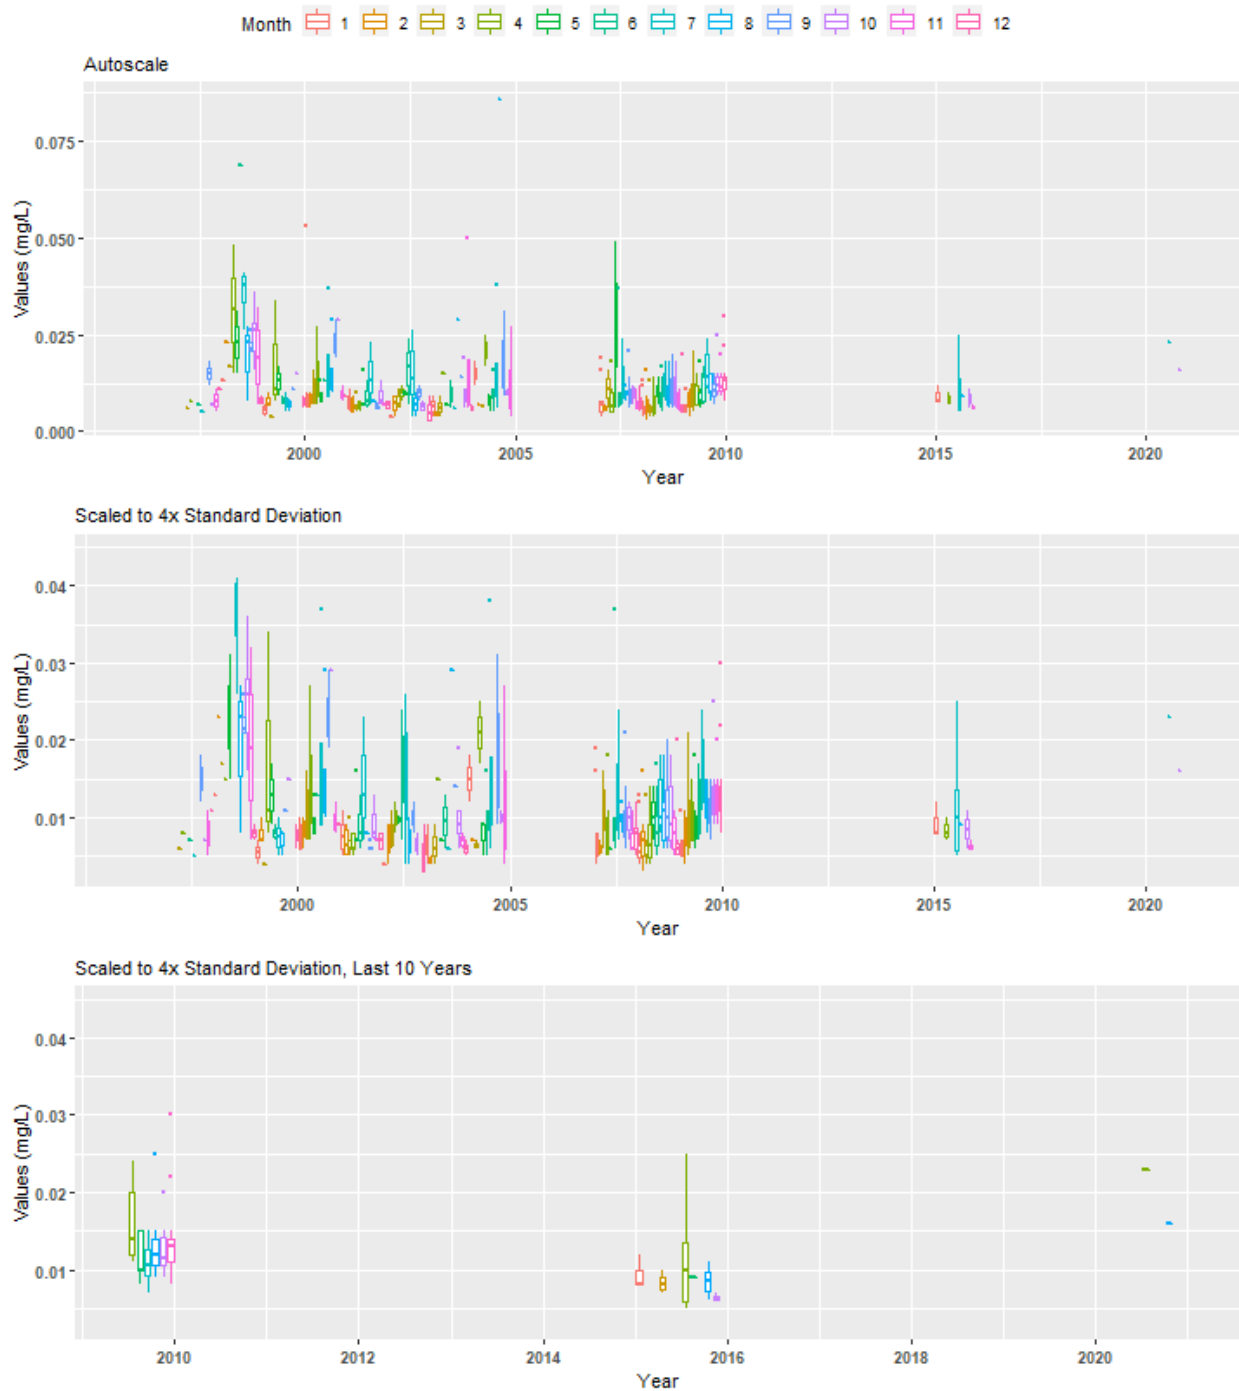 Month 1 2 3 4 5 6 7 8 9 10 11 12
Autoscale
Values (mg/L)
0.075
0.050
0.025
0.000
2000 2005 2010 2015 2020
Year
Scaled to 4x Standard Deviation
Values (mg/L)
0.04
0.03
0.02
0.01
2000 2005 2010 2015 2020
Year
Scaled to 4x Standard Deviation, Last 10 Years
Values (mg/L)
0.04
0.03
0.02
0.01
2010 2012 2014 2016 2018 2020
Year